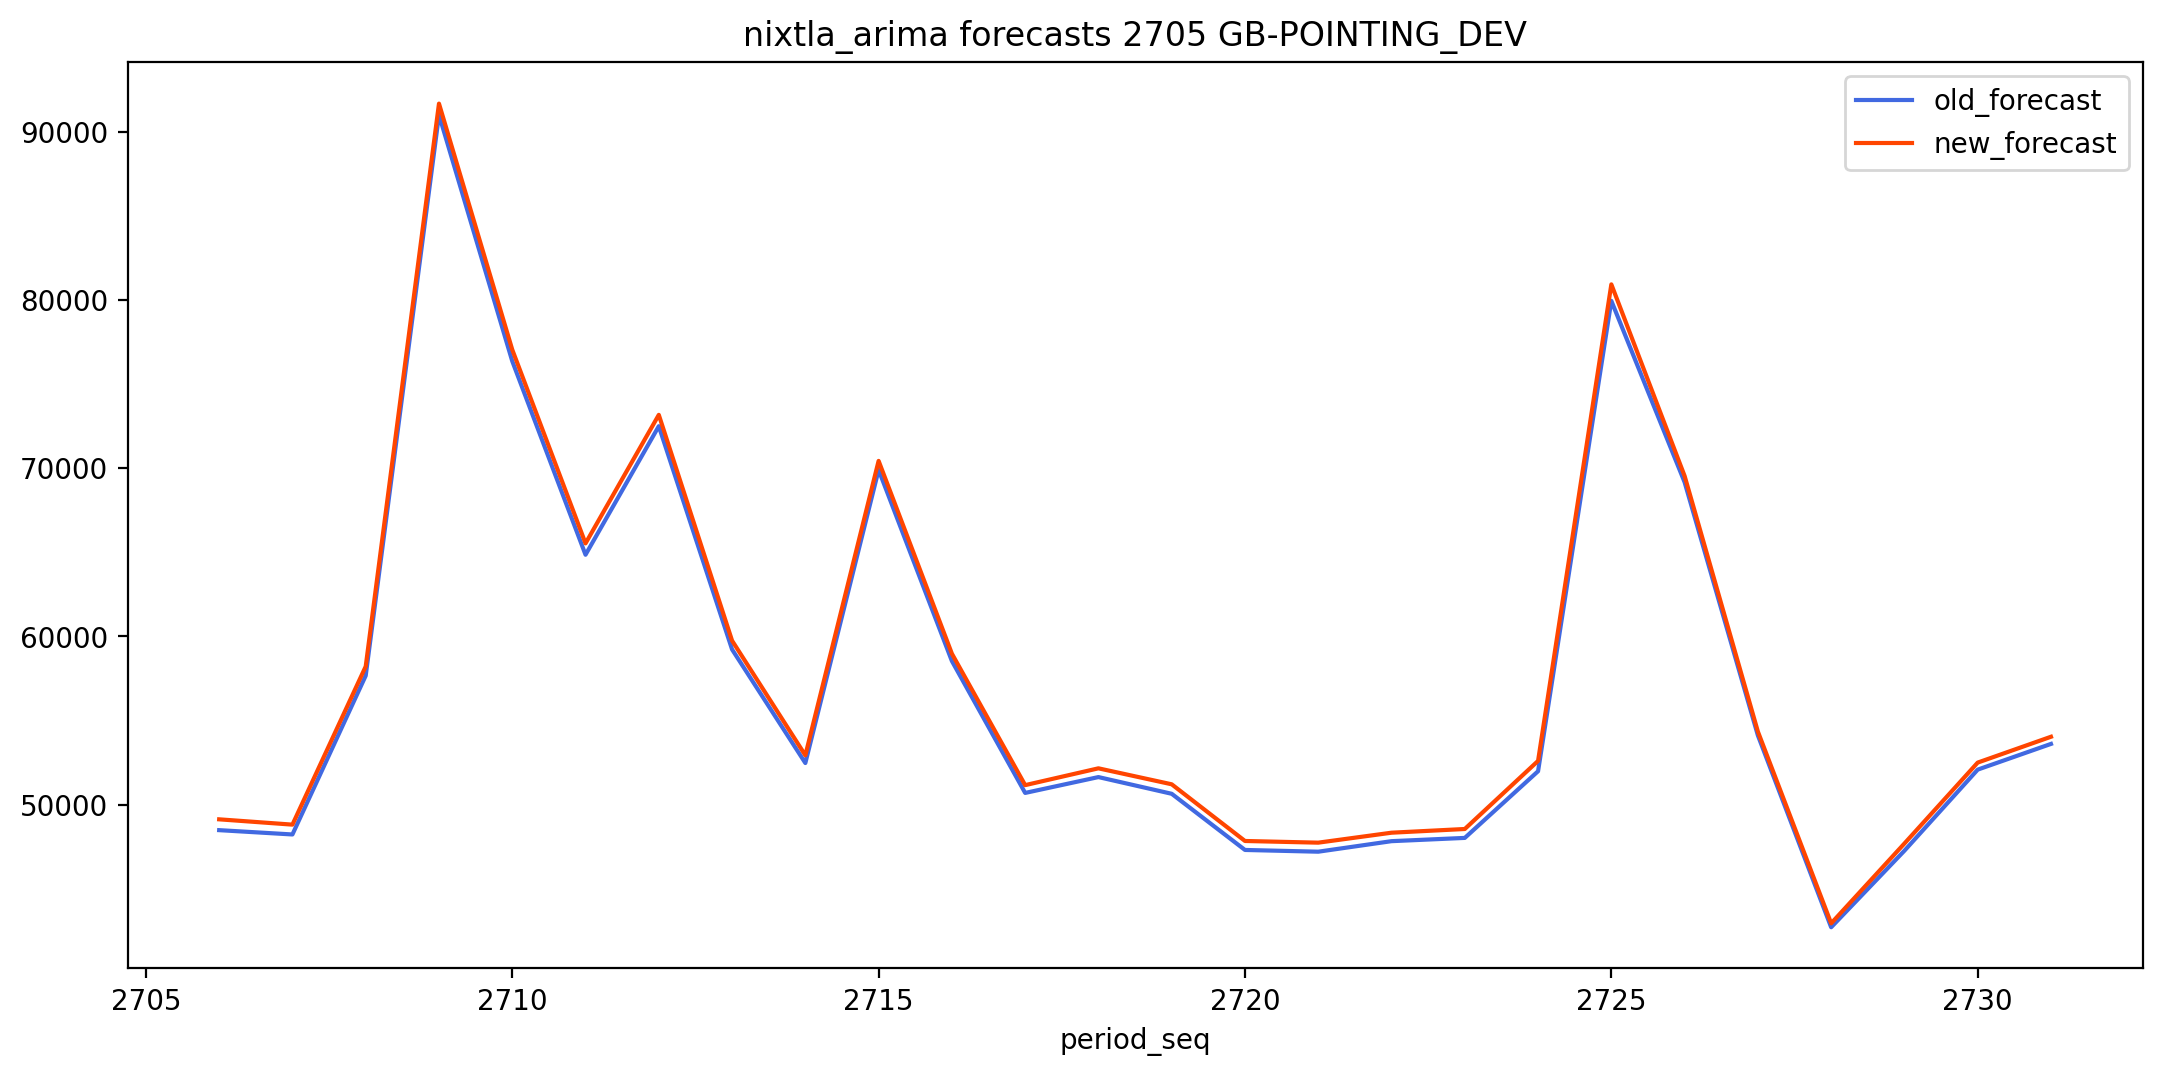 nixtla_arima forecasts 2705 GB-POINTING_DEV
old_forecast
new_forecast
90000
80000
70000
60000
50000
2705 2710 2715 2720 2725 2730
period_seq